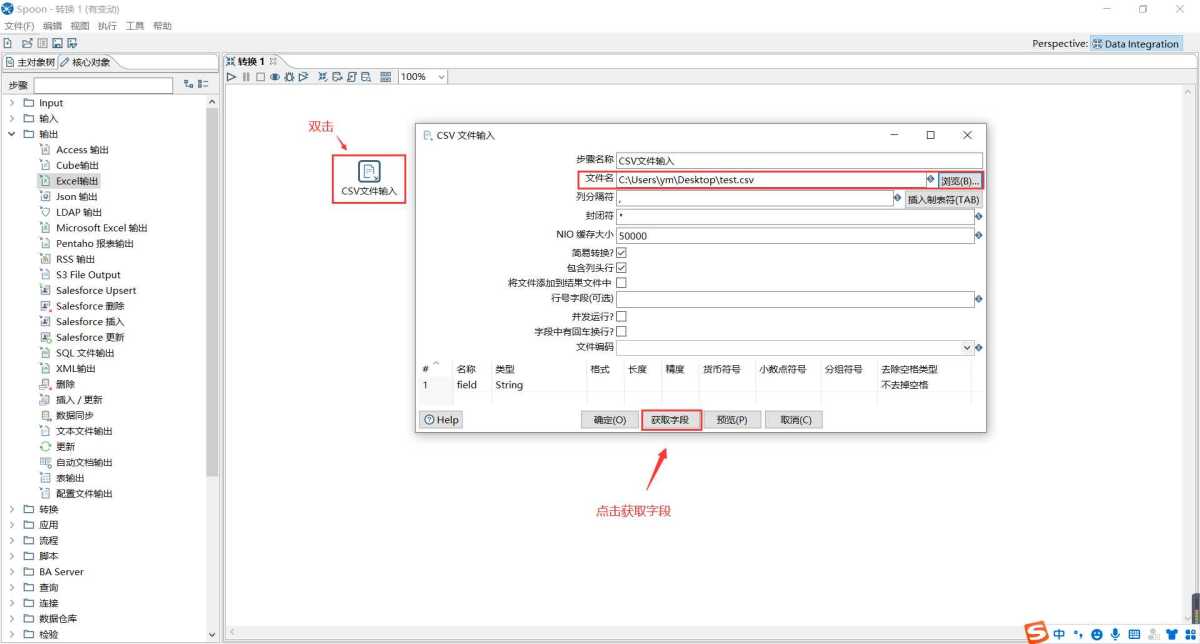 Spoon - 转换 1 (有变动)
文件(F) 编辑 视图 执行 工具 帮助
Perspective: Data Integration
主对象树 核心对象
转换 1
步骤
100%
Input
输入
输出
Access 输出
Cube输出
Excel输出
Json 输出
LDAP 输出
Microsoft Excel 输出
Pentaho 报表输出
RSS 输出
S3 File Output
Salesforce Upsert
Salesforce 删除
Salesforce 插入
Salesforce 更新
SQL 文件输出
XML输出
删除
插入 / 更新
数据同步
文本文件输出
更新
自动文档输出
表输出
配置文件输出
转换
应用
流程
脚本
BA Server
查询
连接
数据仓库
检验
双击
CSV文件输入
CSV 文件输入
步骤名称 CSV文件输入
文件名 C:\Users\ym\Desktop\test.csv 浏览(B)...
列分隔符 , 插入制表符(TAB)
封闭符 "
NIO 缓存大小 50000
简易转换?
包含列头行
将文件添加到结果文件中
行号字段(可选)
并发运行?
字段中有回车换行?
文件编码
# 名称 类型 格式 长度 精度 货币符号 小数点符号 分组符号 去除空格类型
1 field String 不去掉空格
Help 确定(O) 获取字段 预览(P) 取消(C)
点击获取字段
中